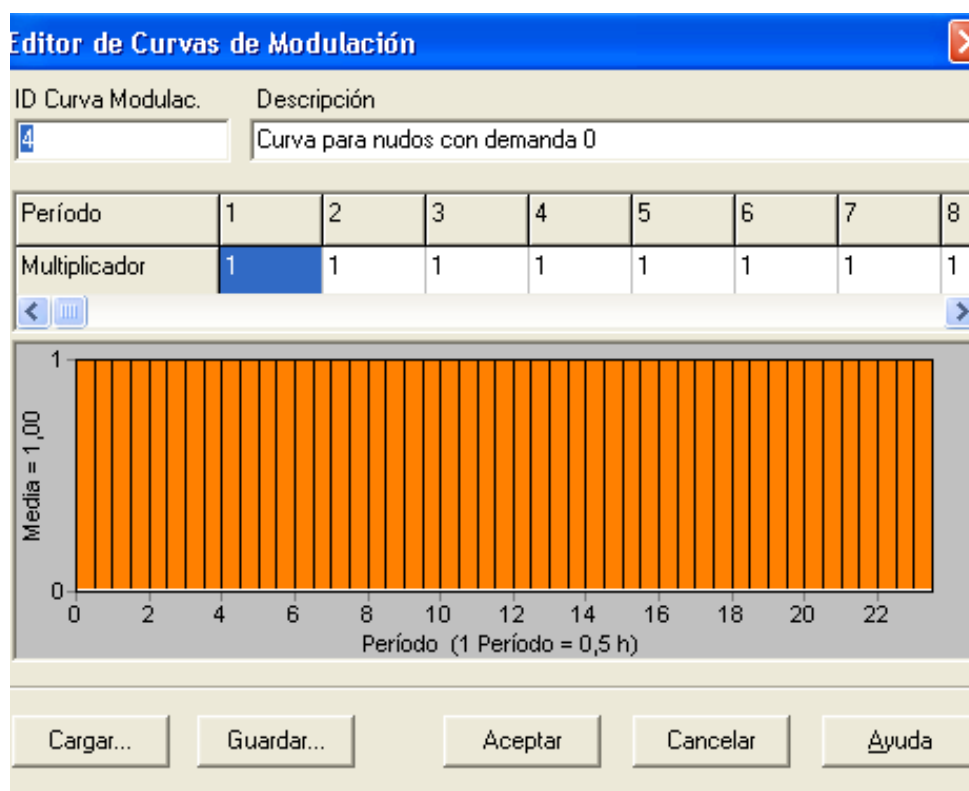 Editor de Curvas de Modulación
ID Curva Modulac. Descripción
4 Curva para nudos con demanda 0
Período 1 2 3 4 5 6 7 8
Multiplicador 1 1 1 1 1 1 1 1
1
Media = 1,00
0
0 2 4 6 8 10 12 14 16 18 20 22
Período (1 Período = 0,5 h)
Cargar... Guardar... Aceptar Cancelar Ayuda